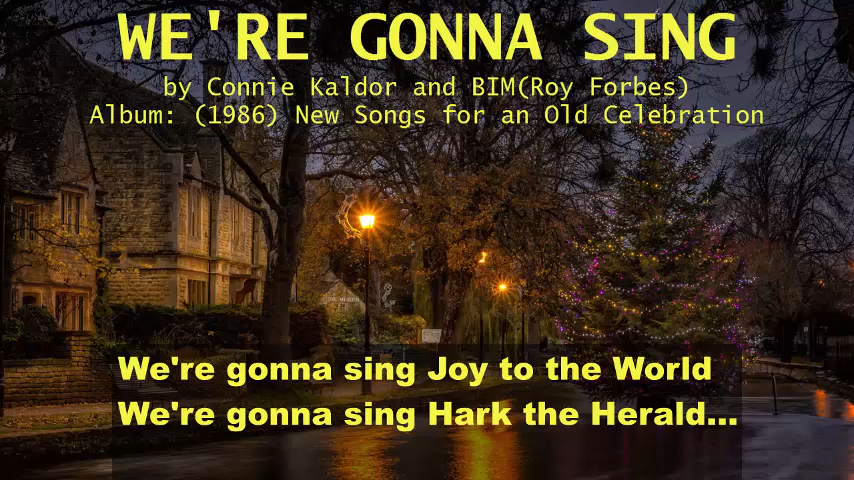 WE'RE GONNA SING
by Connie Kaldor and BIM(Roy Forbes)
Album: (1986) New Songs for an Old Celebration
We're gonna sing Joy to the World
We're gonna sing Hark the Herald...